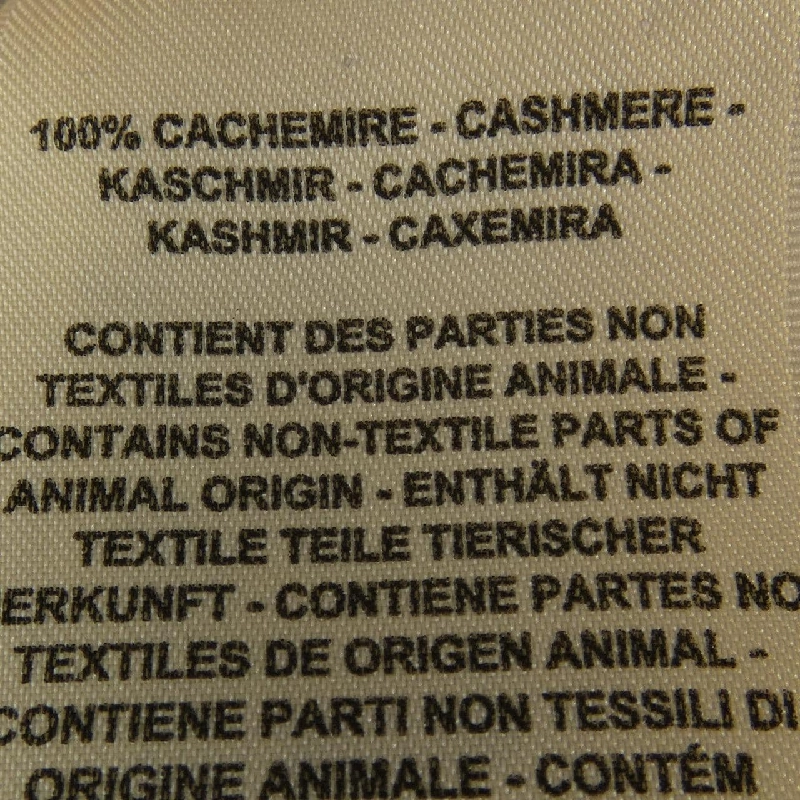 100% CACHEMIRE - CASHMERE -
KASCHMIR - CACHEMIRA -
KASHMIR - CAXEMIRA
CONTIENT DES PARTIES NON
TEXTILES D'ORIGINE ANIMALE -
CONTAINS NON-TEXTILE PARTS OF
ANIMAL ORIGIN - ENTHÄLT NICHT
TEXTILE TEILE TIERISCHER
ERKUNFT - CONTIENE PARTES NO
TEXTILES DE ORIGEN ANIMAL -
CONTIENE PARTI NON TESSILI DI
ORIGINE ANIMALE - CONTÉM